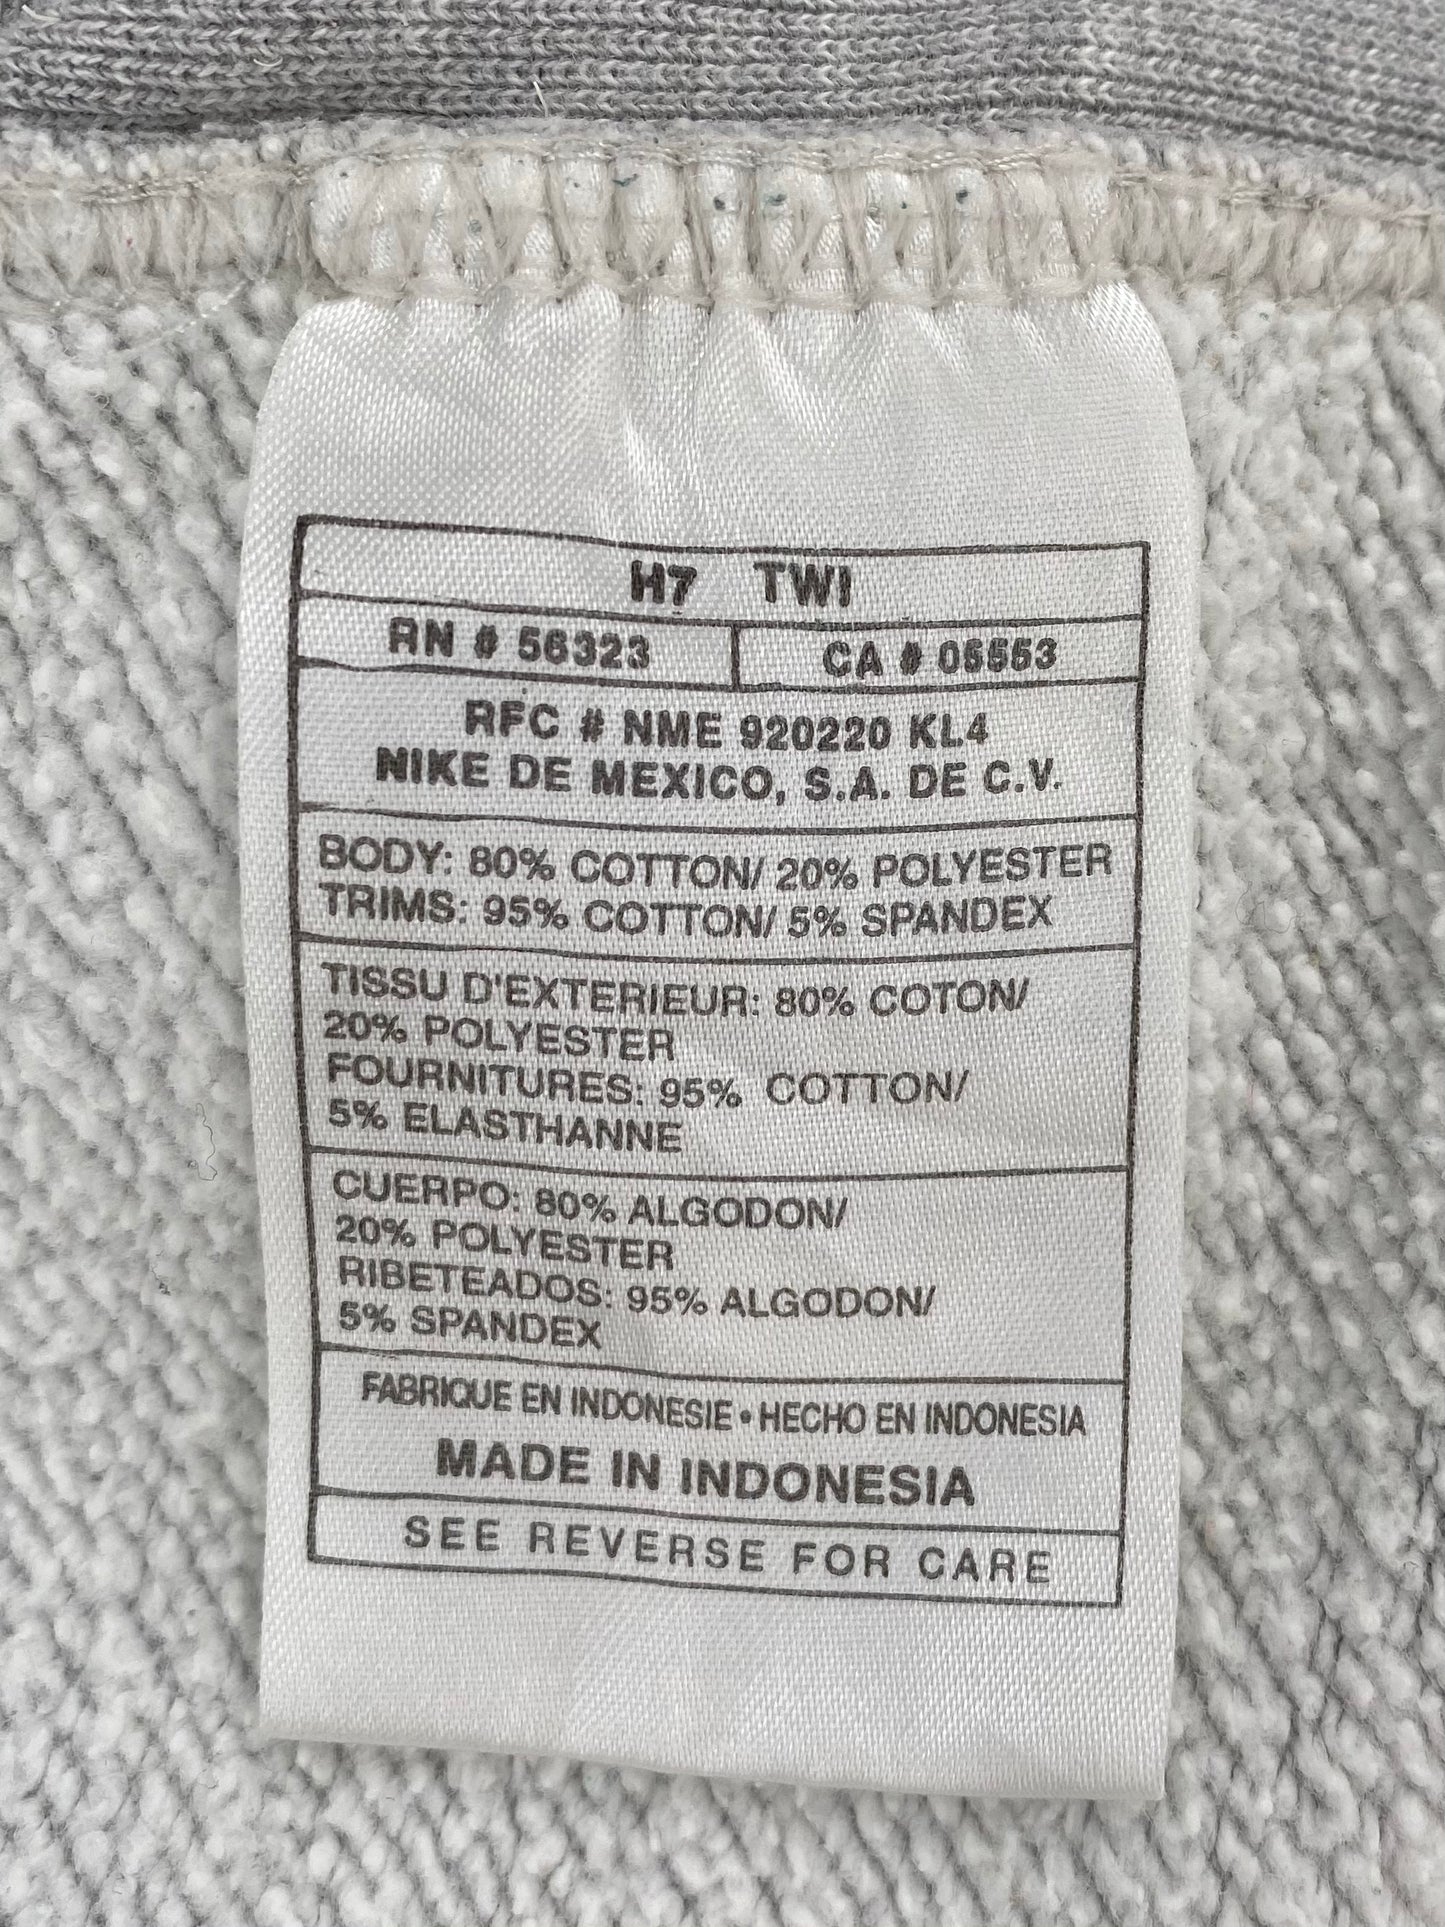 H7 TWI
RN # 56323
CA # 05553
RFC # NME 920220 KL4
NIKE DE MEXICO, S.A. DE C.V.
BODY: 80% COTTON/ 20% POLYESTER
TRIMS: 95% COTTON/ 5% SPANDEX
TISSU D'EXTERIEUR: 80% COTON/
20% POLYESTER
FOURNITURES: 95% COTTON/
5% ELASTHANNE
CUERPO: 80% ALGODON/
20% POLYESTER
RIBETEADOS: 95% ALGODON/
5% SPANDEX
FABRIQUE EN INDONESIE • HECHO EN INDONESIA
MADE IN INDONESIA
SEE REVERSE FOR CARE